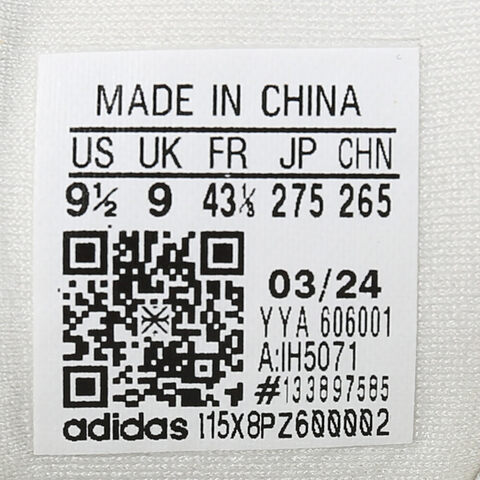 MADE IN CHINA
US UK FR JP CHN
9½ 9 43⅓ 275 265
03/24
YYA 606001
A:IH5071
#133897585
adidas 115X8PZ600002